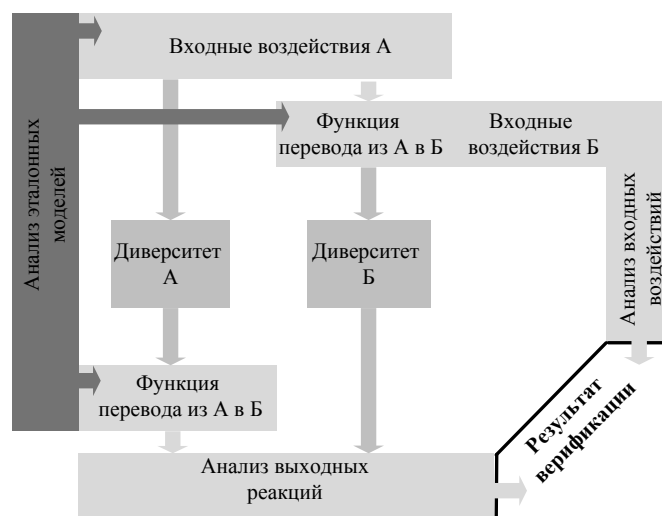 Входные воздействия А
Анализ эталонных
моделей
Функция
перевода из А в Б
Входные
воздействия Б
Анализ входных
воздействий
Диверситет
А
Диверситет
Б
Функция
перевода из А в Б
Результат
верификации
Анализ выходных
реакций